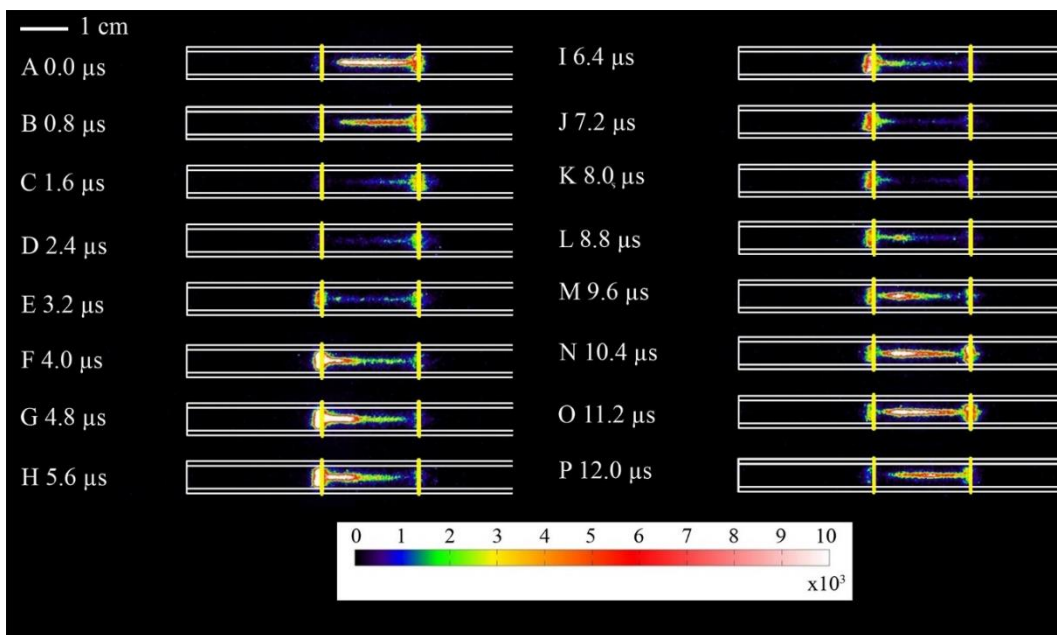 1 cm
A 0.0 μs
B 0.8 μs
C 1.6 μs
D 2.4 μs
E 3.2 μs
F 4.0 μs
G 4.8 μs
H 5.6 μs
I 6.4 μs
J 7.2 μs
K 8.0 μs
L 8.8 μs
M 9.6 μs
N 10.4 μs
O 11.2 μs
P 12.0 μs
0 1 2 3 4 5 6 7 8 9 10
x10³